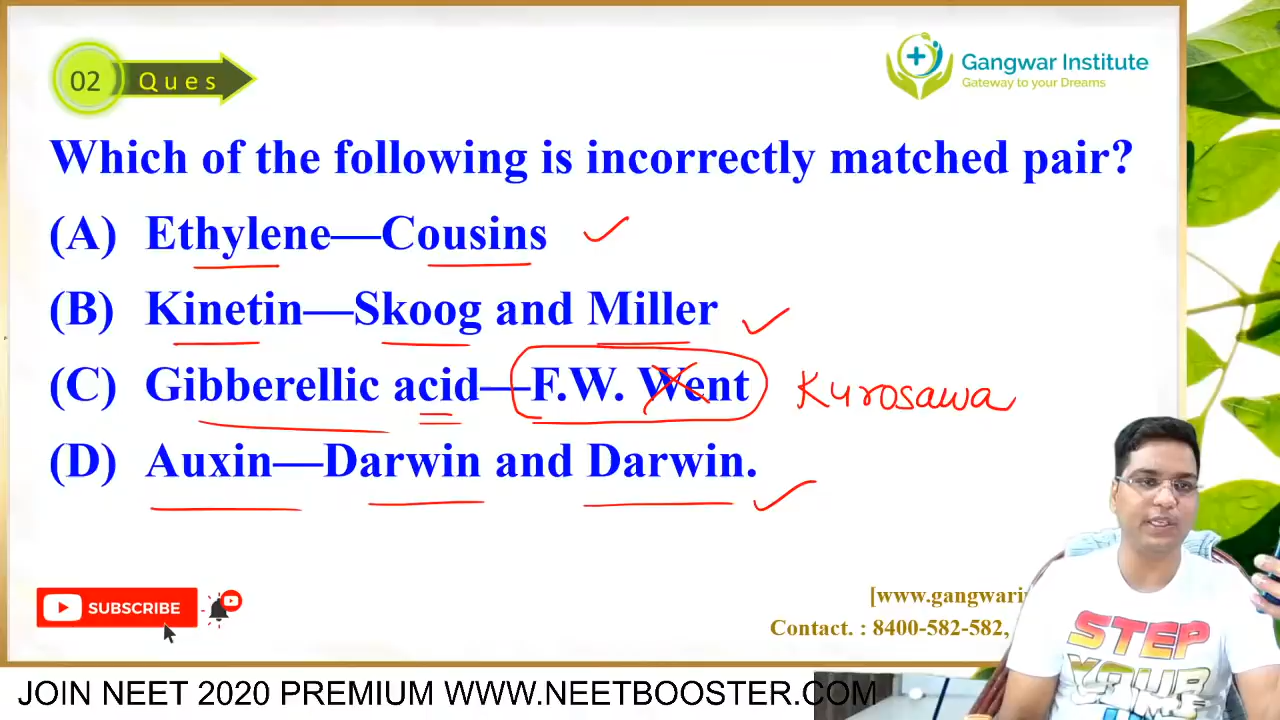 02 Ques
Gangwar Institute
Gateway to your Dreams
Which of the following is incorrectly matched pair?
(A) Ethylene—Cousins
(B) Kinetin—Skoog and Miller
(C) Gibberellic acid—F.W. Went Kurosawa
(D) Auxin—Darwin and Darwin.
SUBSCRIBE
[www.gangwari
Contact. : 8400-582-582,
STEP
YOUR
JOIN NEET 2020 PREMIUM WWW.NEETBOOSTER.COM